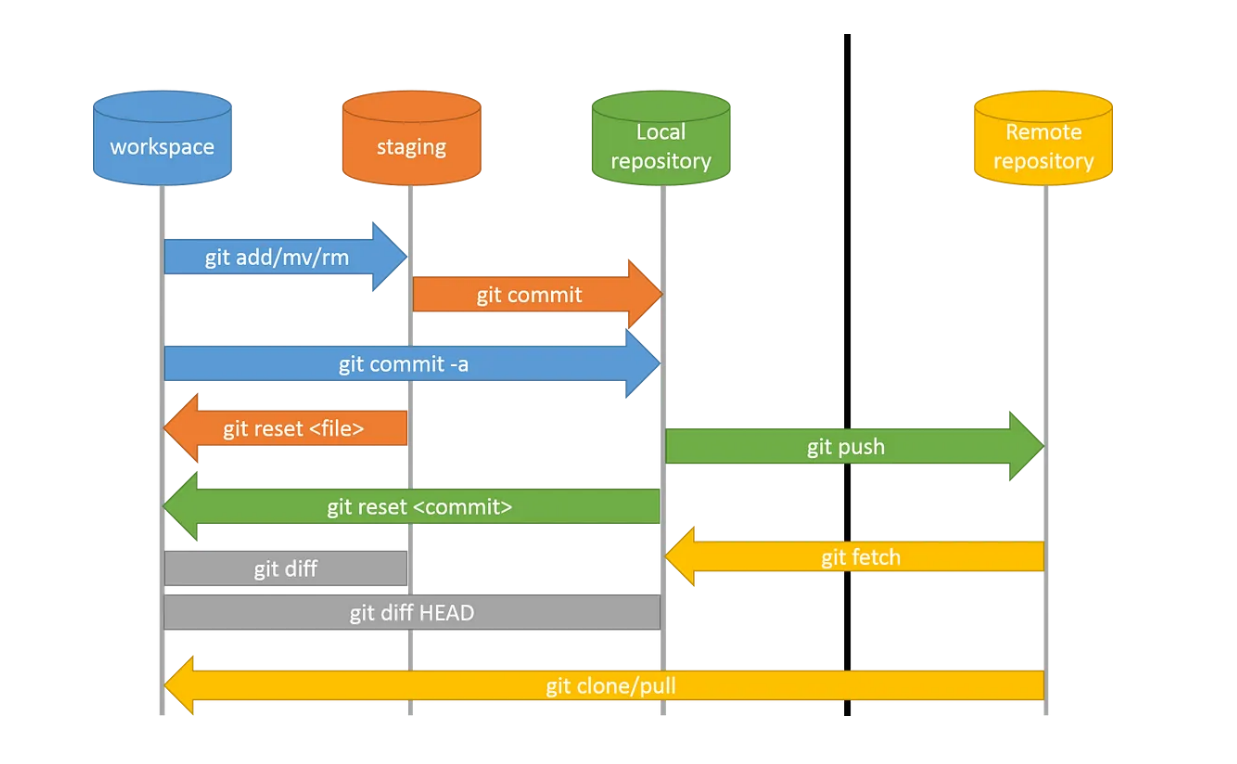 workspace
staging
Local
repository
Remote
repository
git add/mv/rm
git commit
git commit -a
git reset <file>
git push
git reset <commit>
git fetch
git diff
git diff HEAD
git clone/pull